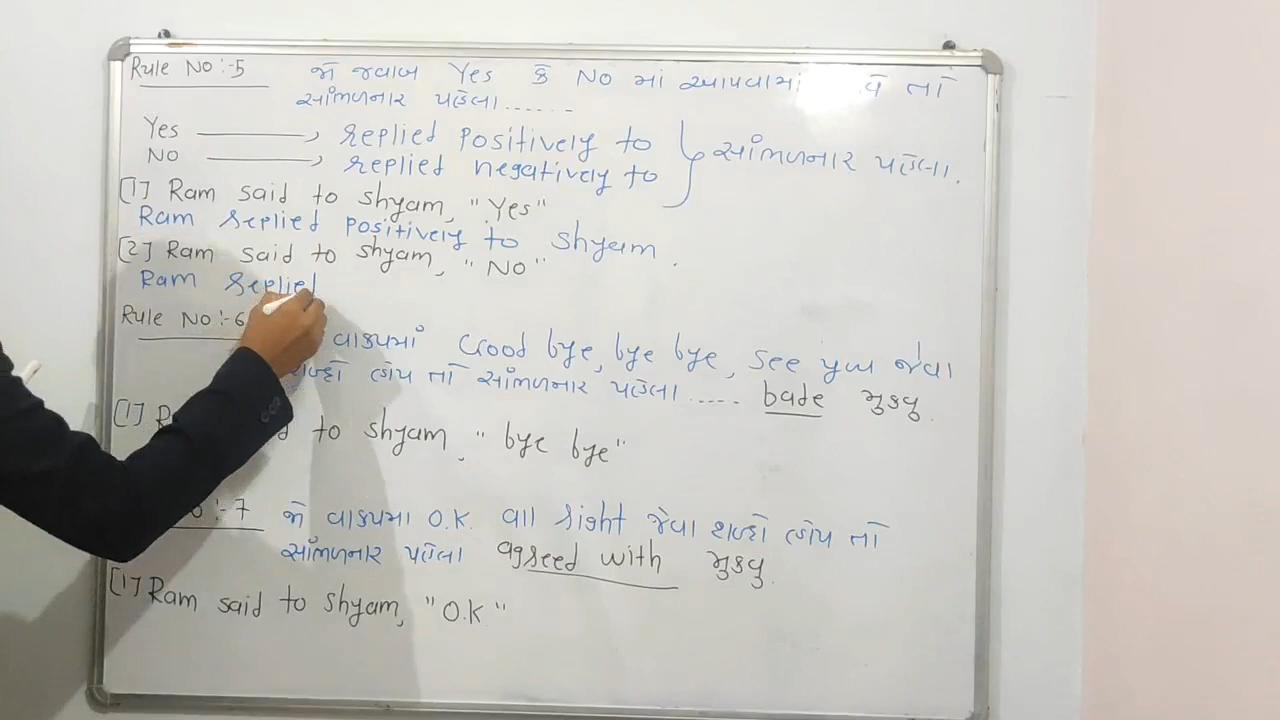 Rule No:-5 જો જવાબ Yes કે No માં આપવામાં વે તો
સાંભળનાર પહેલા.......
Yes ————, replied positively to
No ————, replied negatively to
સાંભળનાર પહેલા.
[1] Ram said to shyam, "Yes"
Ram replied positively to shyam.
[2] Ram said to shyam, "No"
Ram replied
Rule No:-6 વાક્યમાં Good bye, bye bye, see you જેવા
શબ્દો હોય તો સાંભળનાર પહેલા ..... bade મુકવુ.
[1] to shyam, "bye bye"
:-7 જો વાક્યમા O.K. all right જેવા શબ્દો હોય તો
સાંભળનાર પહેલા agreed with મુકવુ.
[1] Ram said to shyam, "O.K"